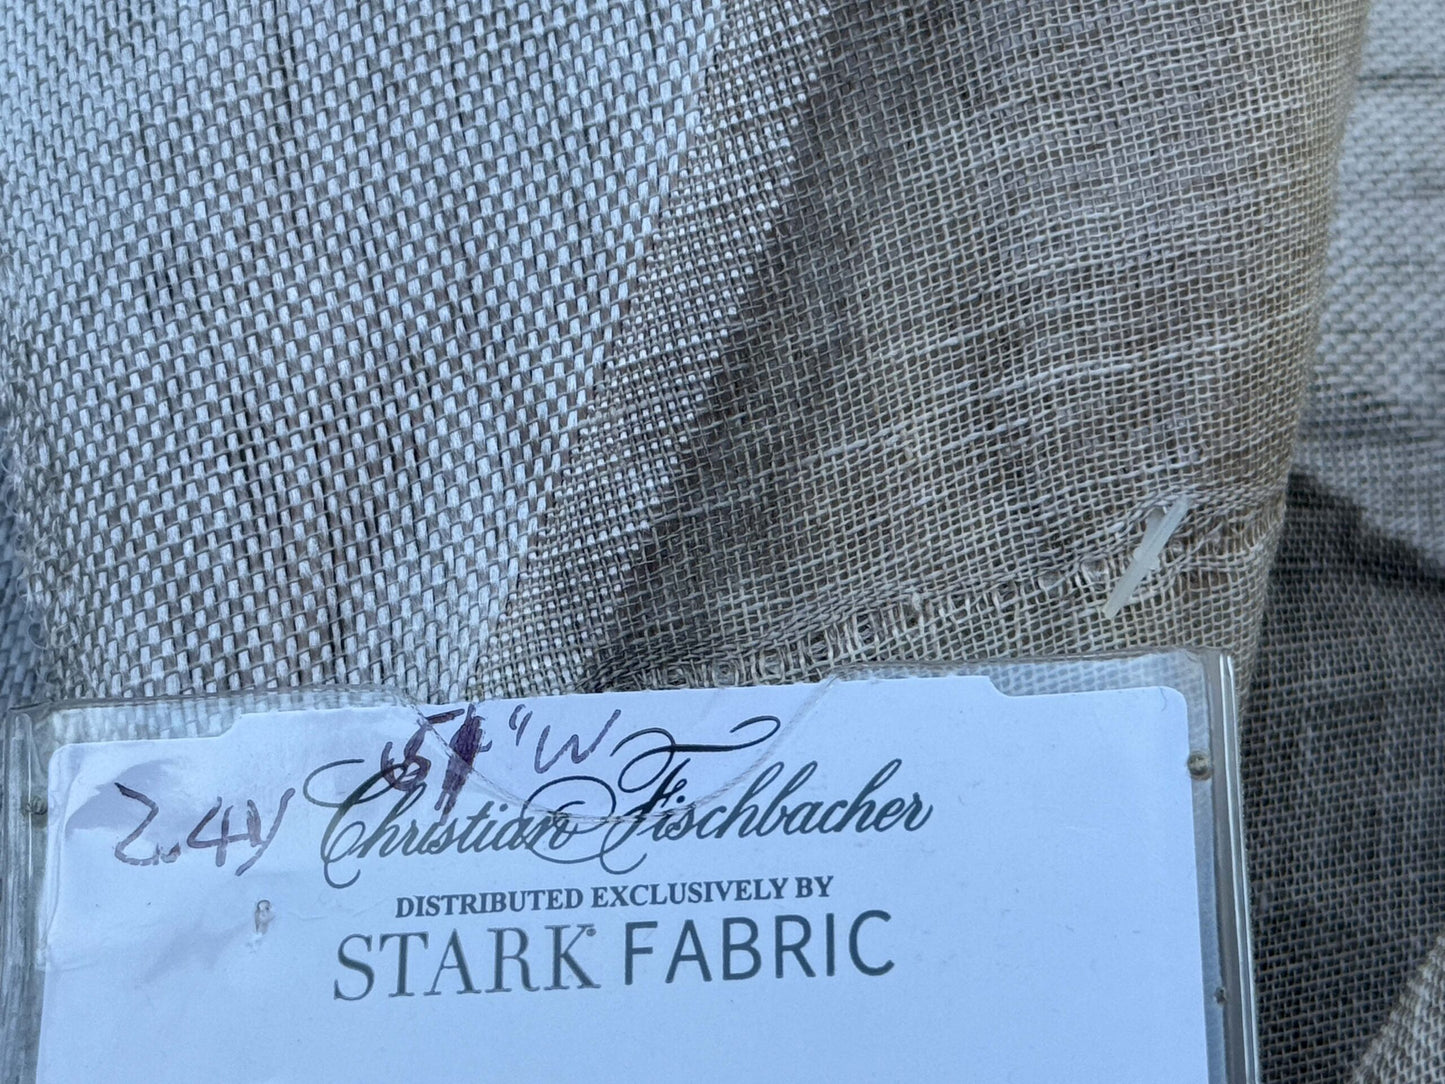 "W
2.4y
Christian Fischbacher
DISTRIBUTED EXCLUSIVELY BY
STARK® FABRIC